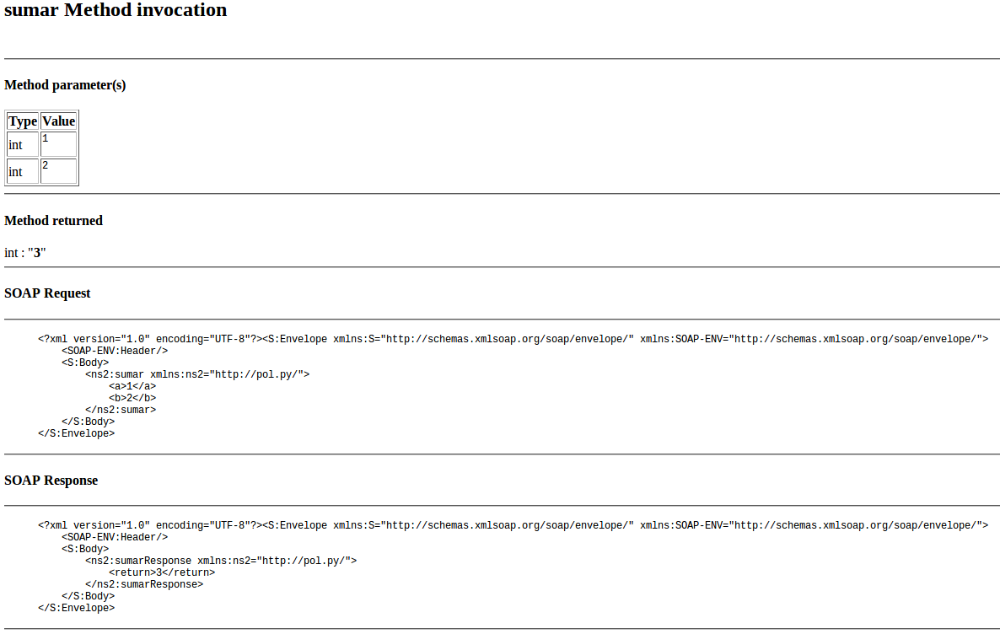 sumar Method invocation
Method parameter(s)
Type Value
int 1
int 2
Method returned
int : "3"
SOAP Request
<?xml version="1.0" encoding="UTF-8"?><S:Envelope xmlns:S="http://schemas.xmlsoap.org/soap/envelope/" xmlns:SOAP-ENV="http://schemas.xmlsoap.org/soap/envelope/">
<SOAP-ENV:Header/>
<S:Body>
<ns2:sumar xmlns:ns2="http://pol.py/">
<a>1</a>
<b>2</b>
</ns2:sumar>
</S:Body>
</S:Envelope>
SOAP Response
<?xml version="1.0" encoding="UTF-8"?><S:Envelope xmlns:S="http://schemas.xmlsoap.org/soap/envelope/" xmlns:SOAP-ENV="http://schemas.xmlsoap.org/soap/envelope/">
<SOAP-ENV:Header/>
<S:Body>
<ns2:sumarResponse xmlns:ns2="http://pol.py/">
<return>3</return>
</ns2:sumarResponse>
</S:Body>
</S:Envelope>